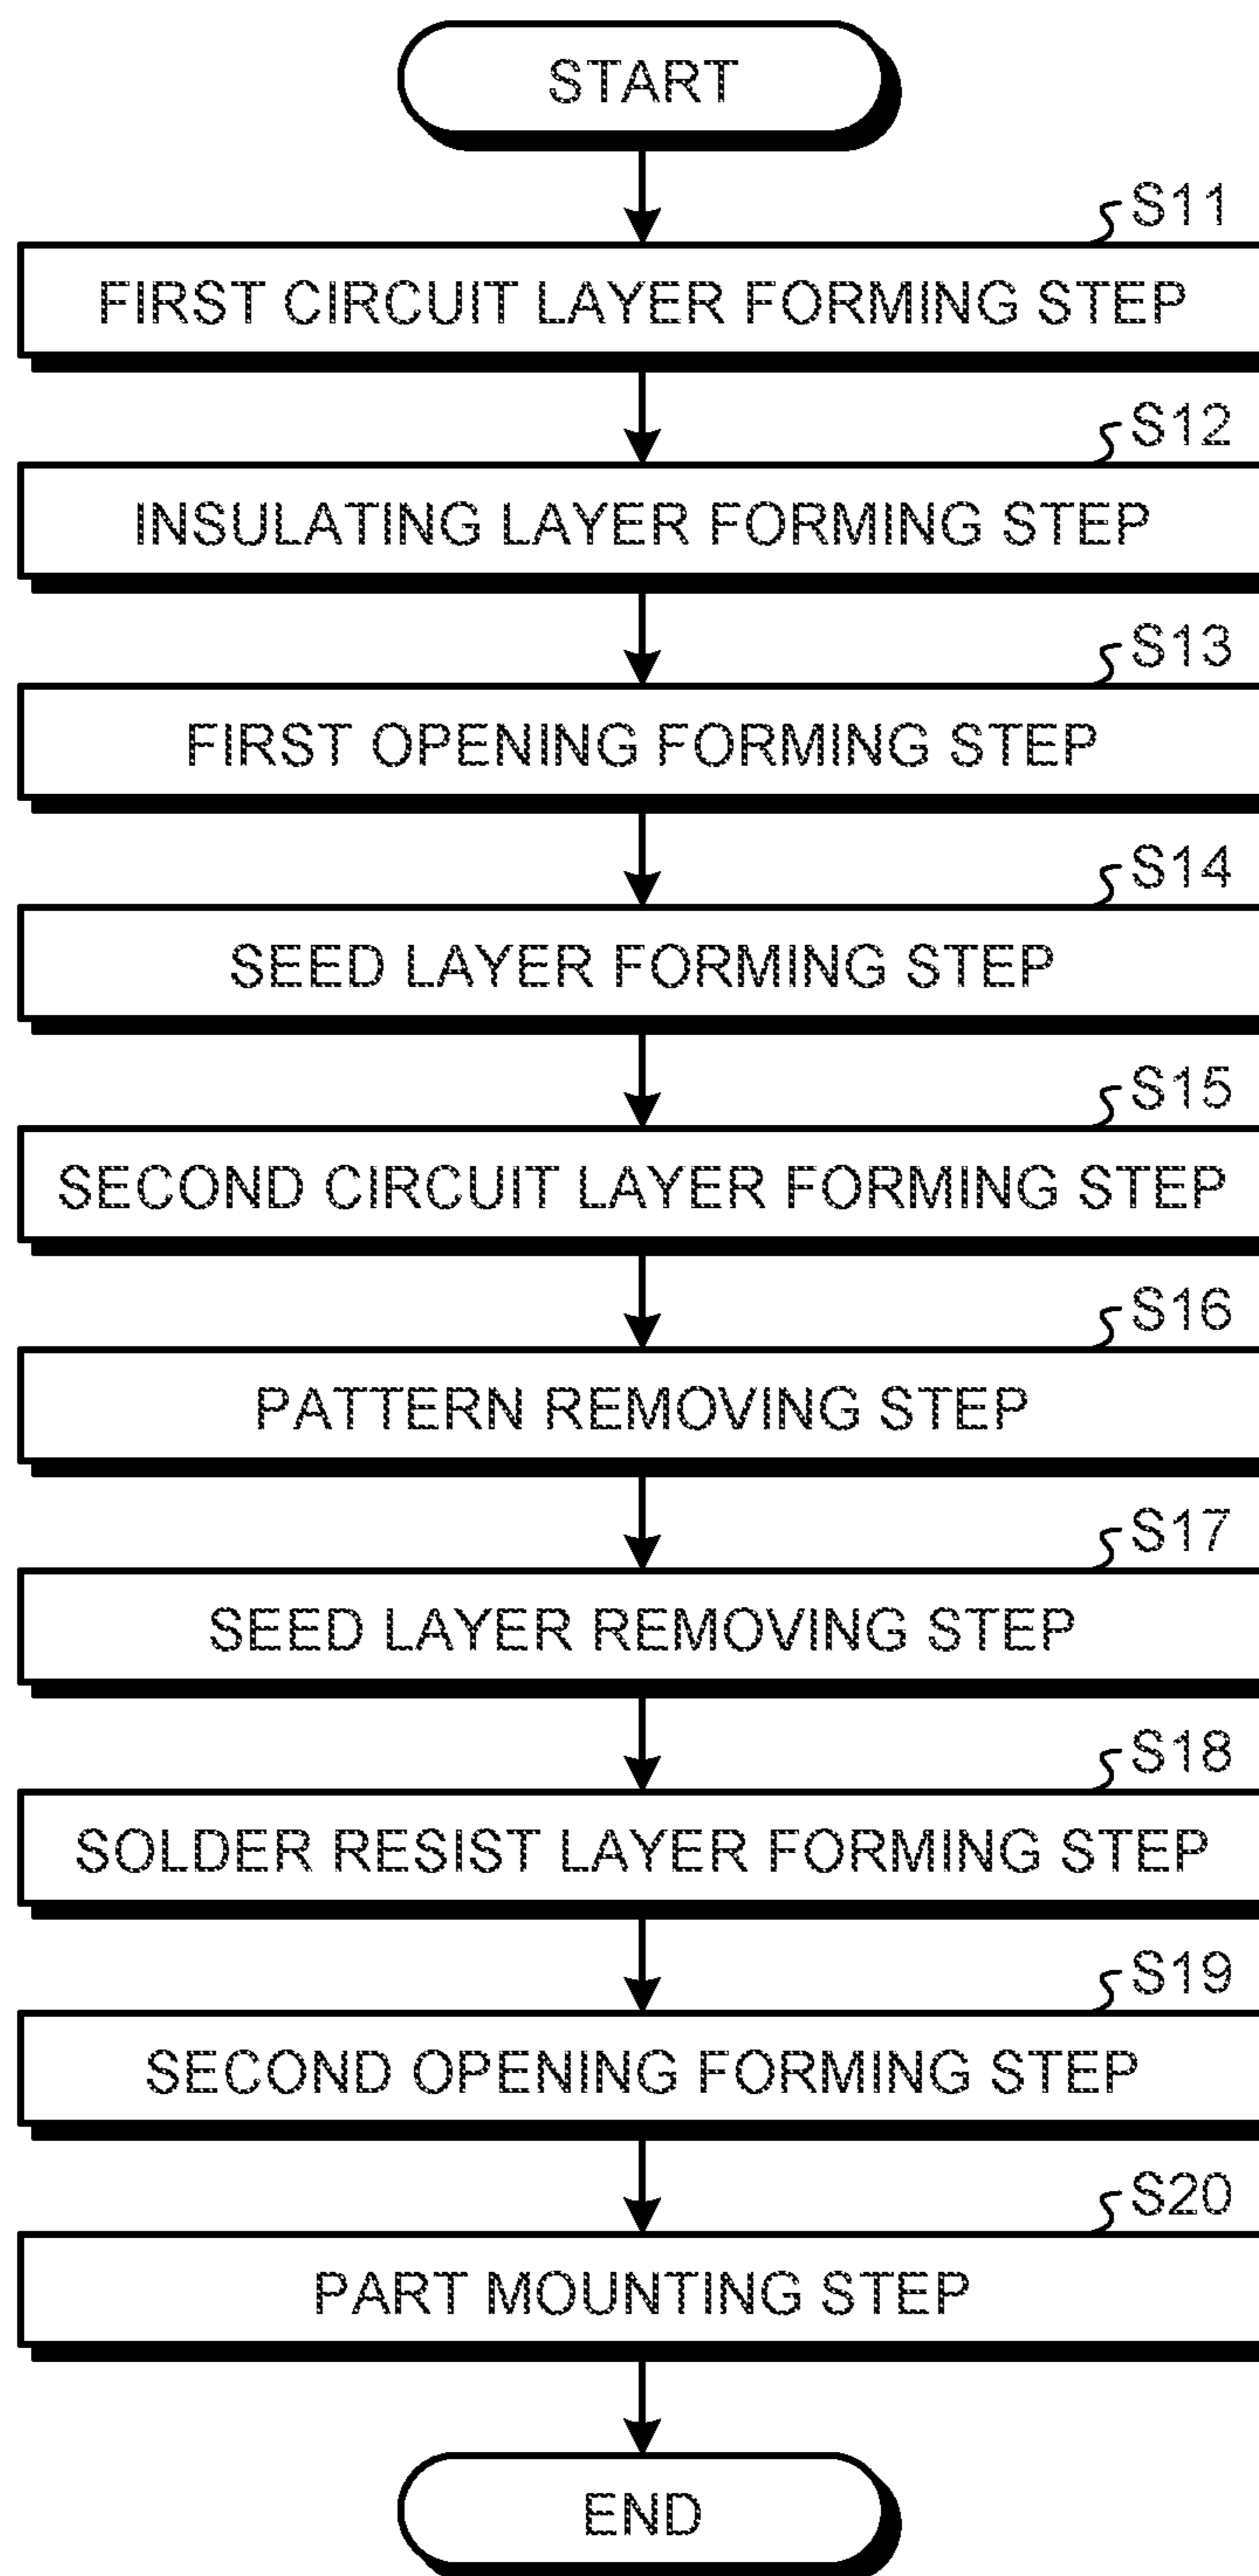 START
S11
FIRST CIRCUIT LAYER FORMING STEP
S12
INSULATING LAYER FORMING STEP
S13
FIRST OPENING FORMING STEP
S14
SEED LAYER FORMING STEP
S15
SECOND CIRCUIT LAYER FORMING STEP
S16
PATTERN REMOVING STEP
S17
SEED LAYER REMOVING STEP
S18
SOLDER RESIST LAYER FORMING STEP
S19
SECOND OPENING FORMING STEP
S20
PART MOUNTING STEP
END